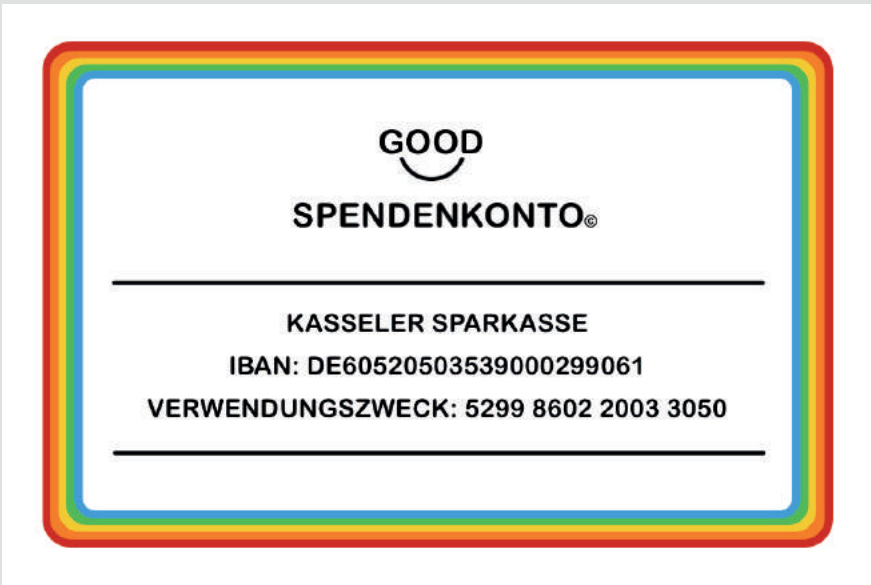 GOOD
SPENDENKONTO©
KASSELER SPARKASSE
IBAN: DE60520503539000299061
VERWENDUNGSZWECK: 5299 8602 2003 3050